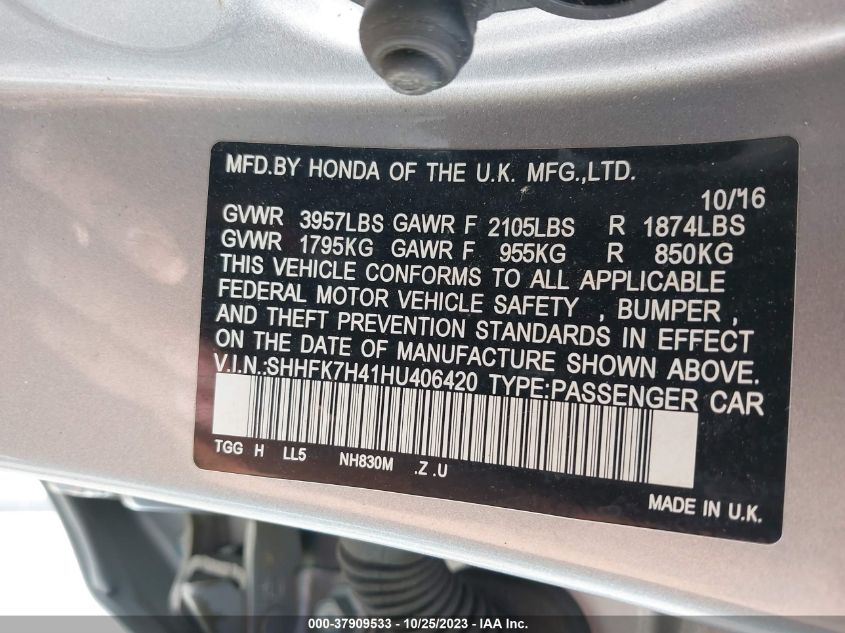 MFD.BY HONDA OF THE U.K. MFG.,LTD.
10/16
GVWR 3957LBS GAWR F 2105LBS R 1874LBS
GVWR 1795KG GAWR F 955KG R 850KG
THIS VEHICLE CONFORMS TO ALL APPLICABLE
FEDERAL MOTOR VEHICLE SAFETY , BUMPER ,
AND THEFT PREVENTION STANDARDS IN EFFECT
ON THE DATE OF MANUFACTURE SHOWN ABOVE.
V.I.N.:SHHFK7H41HU406420 TYPE:PASSENGER CAR
TGG H LL5 NH830M .Z .U
MADE IN U.K.
000-37909533 - 10/25/2023 - IAA Inc.